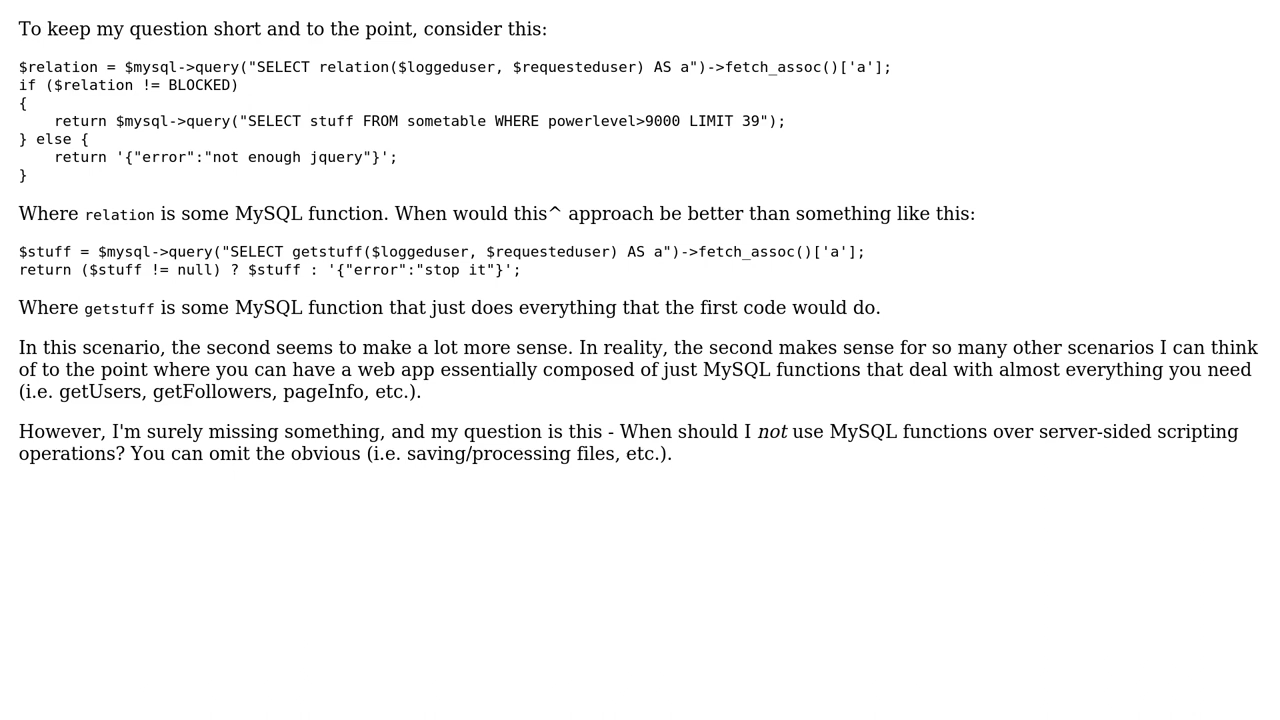 To keep my question short and to the point, consider this:
$relation = $mysql->query("SELECT relation($loggeduser, $requesteduser) AS a")->fetch_assoc()['a'];
if ($relation != BLOCKED)
{
    return $mysql->query("SELECT stuff FROM sometable WHERE powerlevel>9000 LIMIT 39");
} else {
    return '{"error":"not enough jquery"}';
}
Where relation is some MySQL function. When would this^ approach be better than something like this:
$stuff = $mysql->query("SELECT getstuff($loggeduser, $requesteduser) AS a")->fetch_assoc()['a'];
return ($stuff != null) ? $stuff : '{"error":"stop it"}';
Where getstuff is some MySQL function that just does everything that the first code would do.
In this scenario, the second seems to make a lot more sense. In reality, the second makes sense for so many other scenarios I can think
of to the point where you can have a web app essentially composed of just MySQL functions that deal with almost everything you need
(i.e. getUsers, getFollowers, pageInfo, etc.).
However, I'm surely missing something, and my question is this - When should I not use MySQL functions over server-sided scripting
operations? You can omit the obvious (i.e. saving/processing files, etc.).